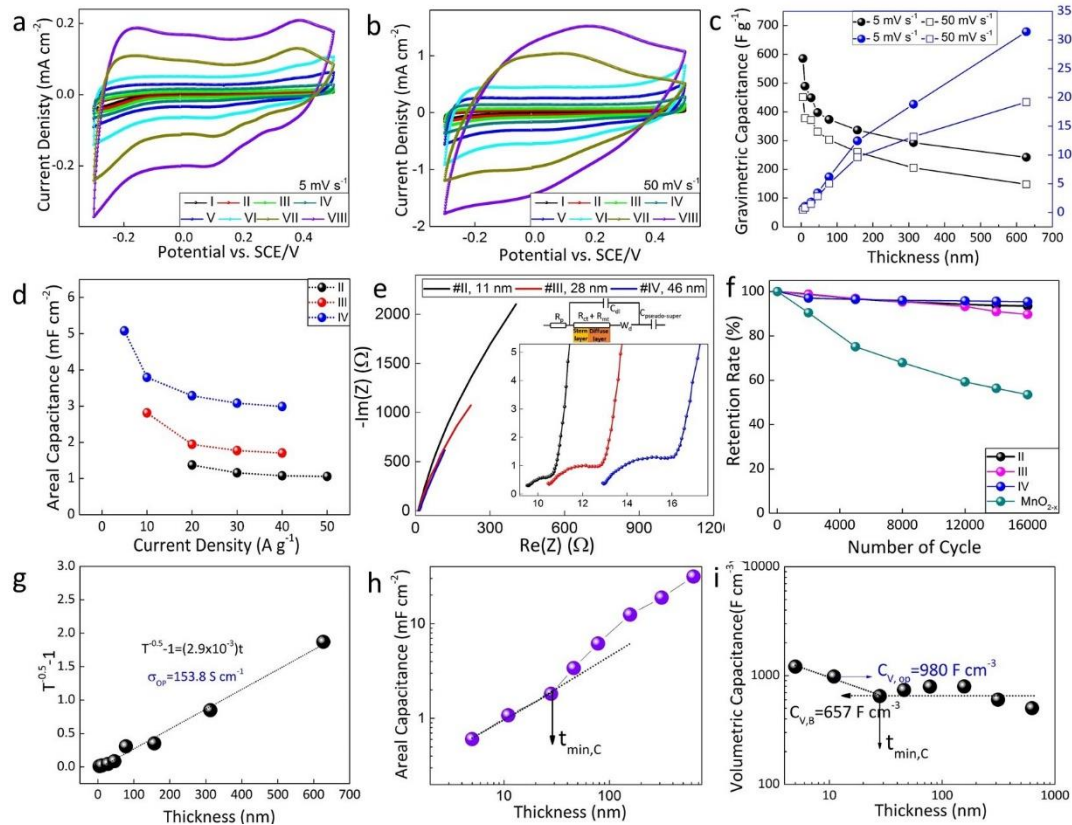 a
0.2
0.0
-0.2
-0.2
0.0
0.2
0.4
Current Denisty (mA cm-2)
Potential vs. SCE/V
5 mV s-1
I II III IV
V VI VII VIII
b
1
0
-1
-2
-0.2
0.0
0.2
0.4
Current Denisty (mA cm-2)
Potential vs. SCE/V
50 mV s-1
I II III IV
V VI VII VIII
c
5 mV s-1 50 mV s-1
5 mV s-1 50 mV s-1
900
800
700
600
500
400
300
200
100
0
35
30
25
20
15
10
5
0
0 100 200 300 400 500 600 700
Gravimetric Capacitance (F g-1)
Thickness (nm)
d
II
III
IV
6
5
4
3
2
1
0
0 10 20 30 40 50
Areal Capacitance (mF cm-2)
Current Density (A g-1)
e
#II, 11 nm #III, 28 nm #IV, 46 nm
Cdl
Rs
Rct + Rmt
Wd
Cpseudo-super
Stern layer
Diffuse layer
5
4
3
2
1
0
10 12 14 16
2000
1500
1000
500
0
0 300 600 900 1200
-Im(Z) (Ω)
Re(Z) (Ω)
f
100
80
60
40
20
0
0 4000 8000 12000 16000
Retention Rate (%)
Number of Cycle
II
III
IV
MnO2-x
g
3.0
2.5
2.0
1.5
1.0
0.5
0.0
0 100 200 300 400 500 600 700
T-0.5-1
T-0.5-1=(2.9x10-3)t
σOP=153.8 S cm-1
Thickness (nm)
h
10
1
10 100
Areal Capacitance (mF cm-2)
tmin,C
Thickness (nm)
i
1000
100
10 100 1000
Volumetric Capacitance(F cm-3)
CV,op=980 F cm-3
CV,B=657 F cm-3
tmin,C
Thickness (nm)